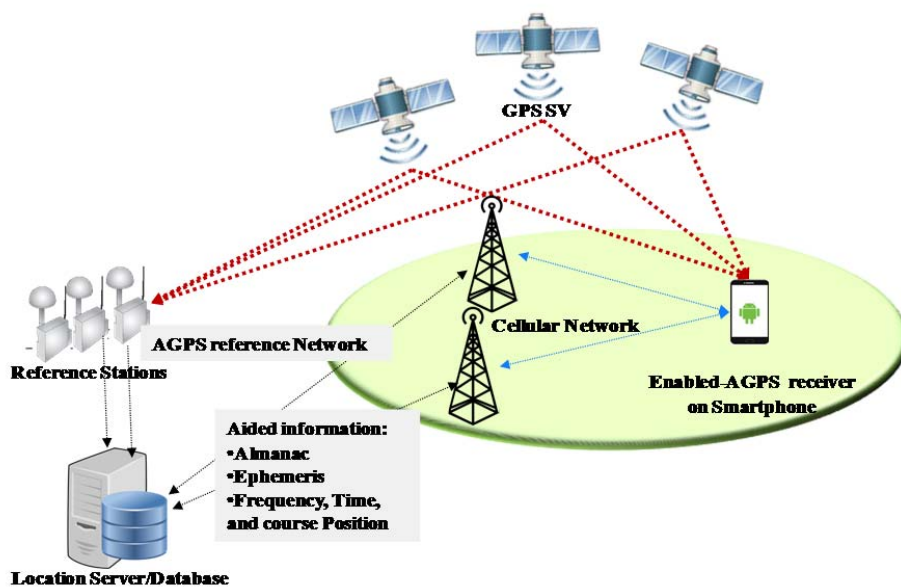 GPS SV
Cellular Network
AGPS reference Network
Reference Stations
Enabled-AGPS receiver
on Smartphone
Aided information:
•Almanac
•Ephemeris
•Frequency, Time,
and course Position
Location Server/Database